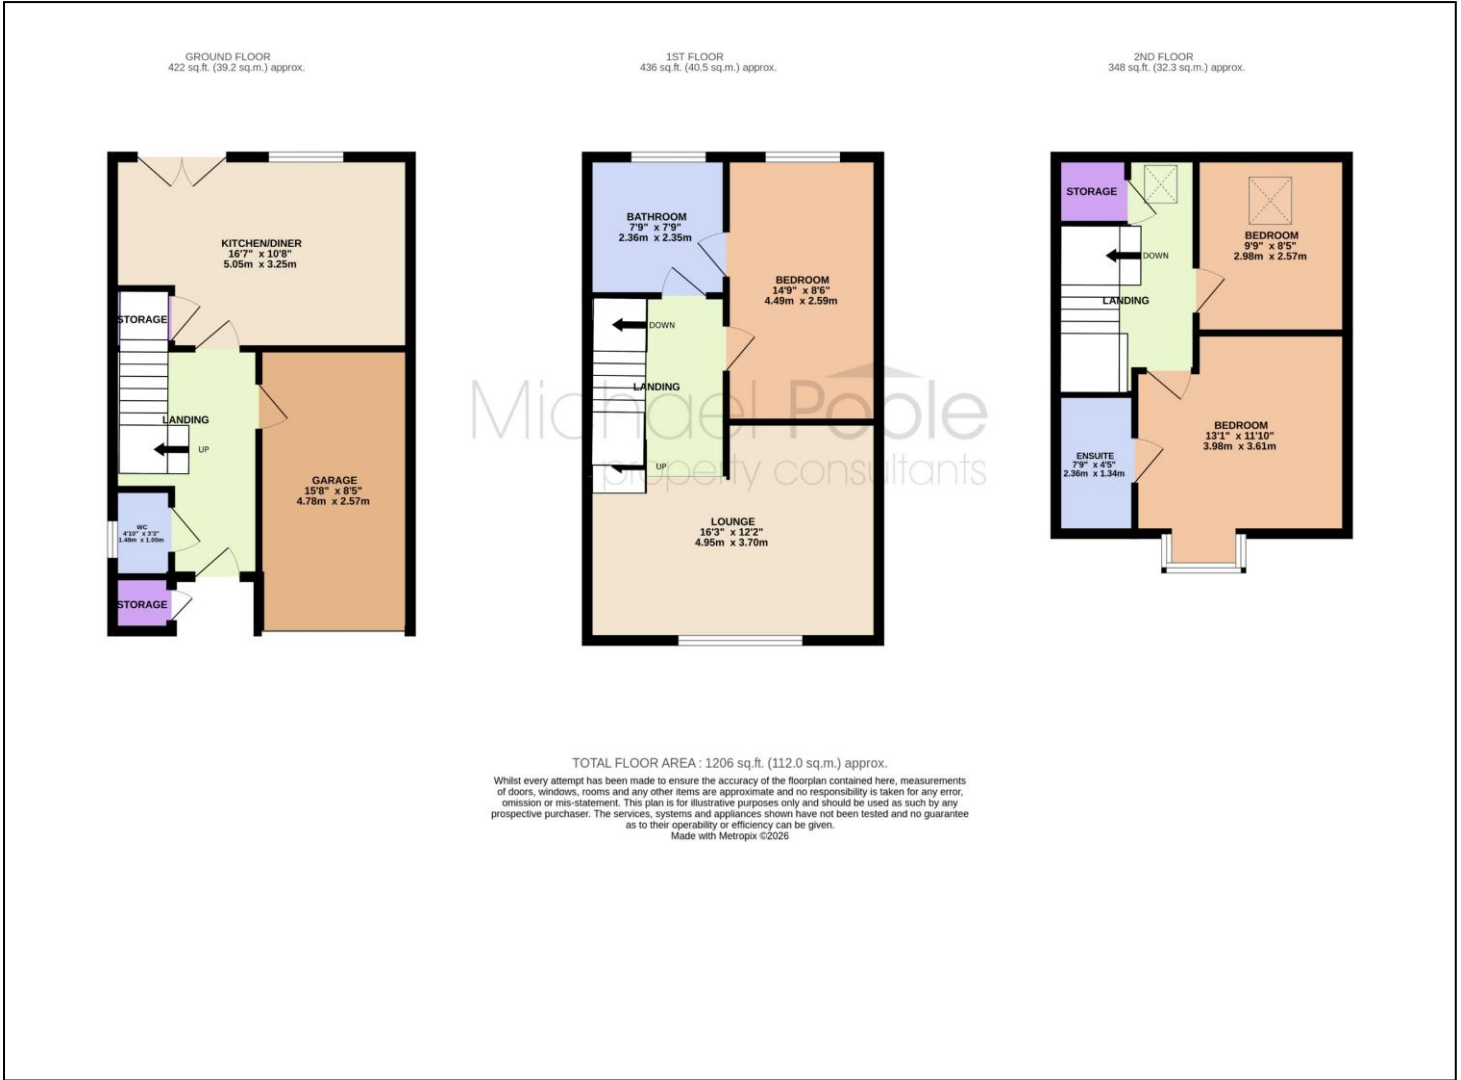 GROUND FLOOR
422 sq.ft. (39.2 sq.m.) approx.
KITCHEN/DINER
16'7" x 10'8"
5.05m x 3.25m
STORAGE
LANDING
UP
GARAGE
15'8" x 8'5"
4.78m x 2.57m
WC
4'10" x 3'3"
1.48m x 1.00m
STORAGE
1ST FLOOR
436 sq.ft. (40.5 sq.m.) approx.
BATHROOM
7'9" x 7'9"
2.36m x 2.35m
BEDROOM
14'9" x 8'6"
4.49m x 2.59m
DOWN
LANDING
UP
LOUNGE
16'3" x 12'2"
4.95m x 3.70m
2ND FLOOR
348 sq.ft. (32.3 sq.m.) approx.
STORAGE
BEDROOM
9'9" x 8'5"
2.98m x 2.57m
DOWN
LANDING
BEDROOM
13'1" x 11'10"
3.98m x 3.61m
ENSUITE
7'9" x 4'5"
2.36m x 1.34m
Michael Poole
property consultants
TOTAL FLOOR AREA : 1206 sq.ft. (112.0 sq.m.) approx.
Whilst every attempt has been made to ensure the accuracy of the floorplan contained here, measurements
of doors, windows, rooms and any other items are approximate and no responsibility is taken for any error,
omission or mis-statement. This plan is for illustrative purposes only and should be used as such by any
prospective purchaser. The services, systems and appliances shown have not been tested and no guarantee
as to their operability or efficiency can be given.
Made with Metropix ©2026